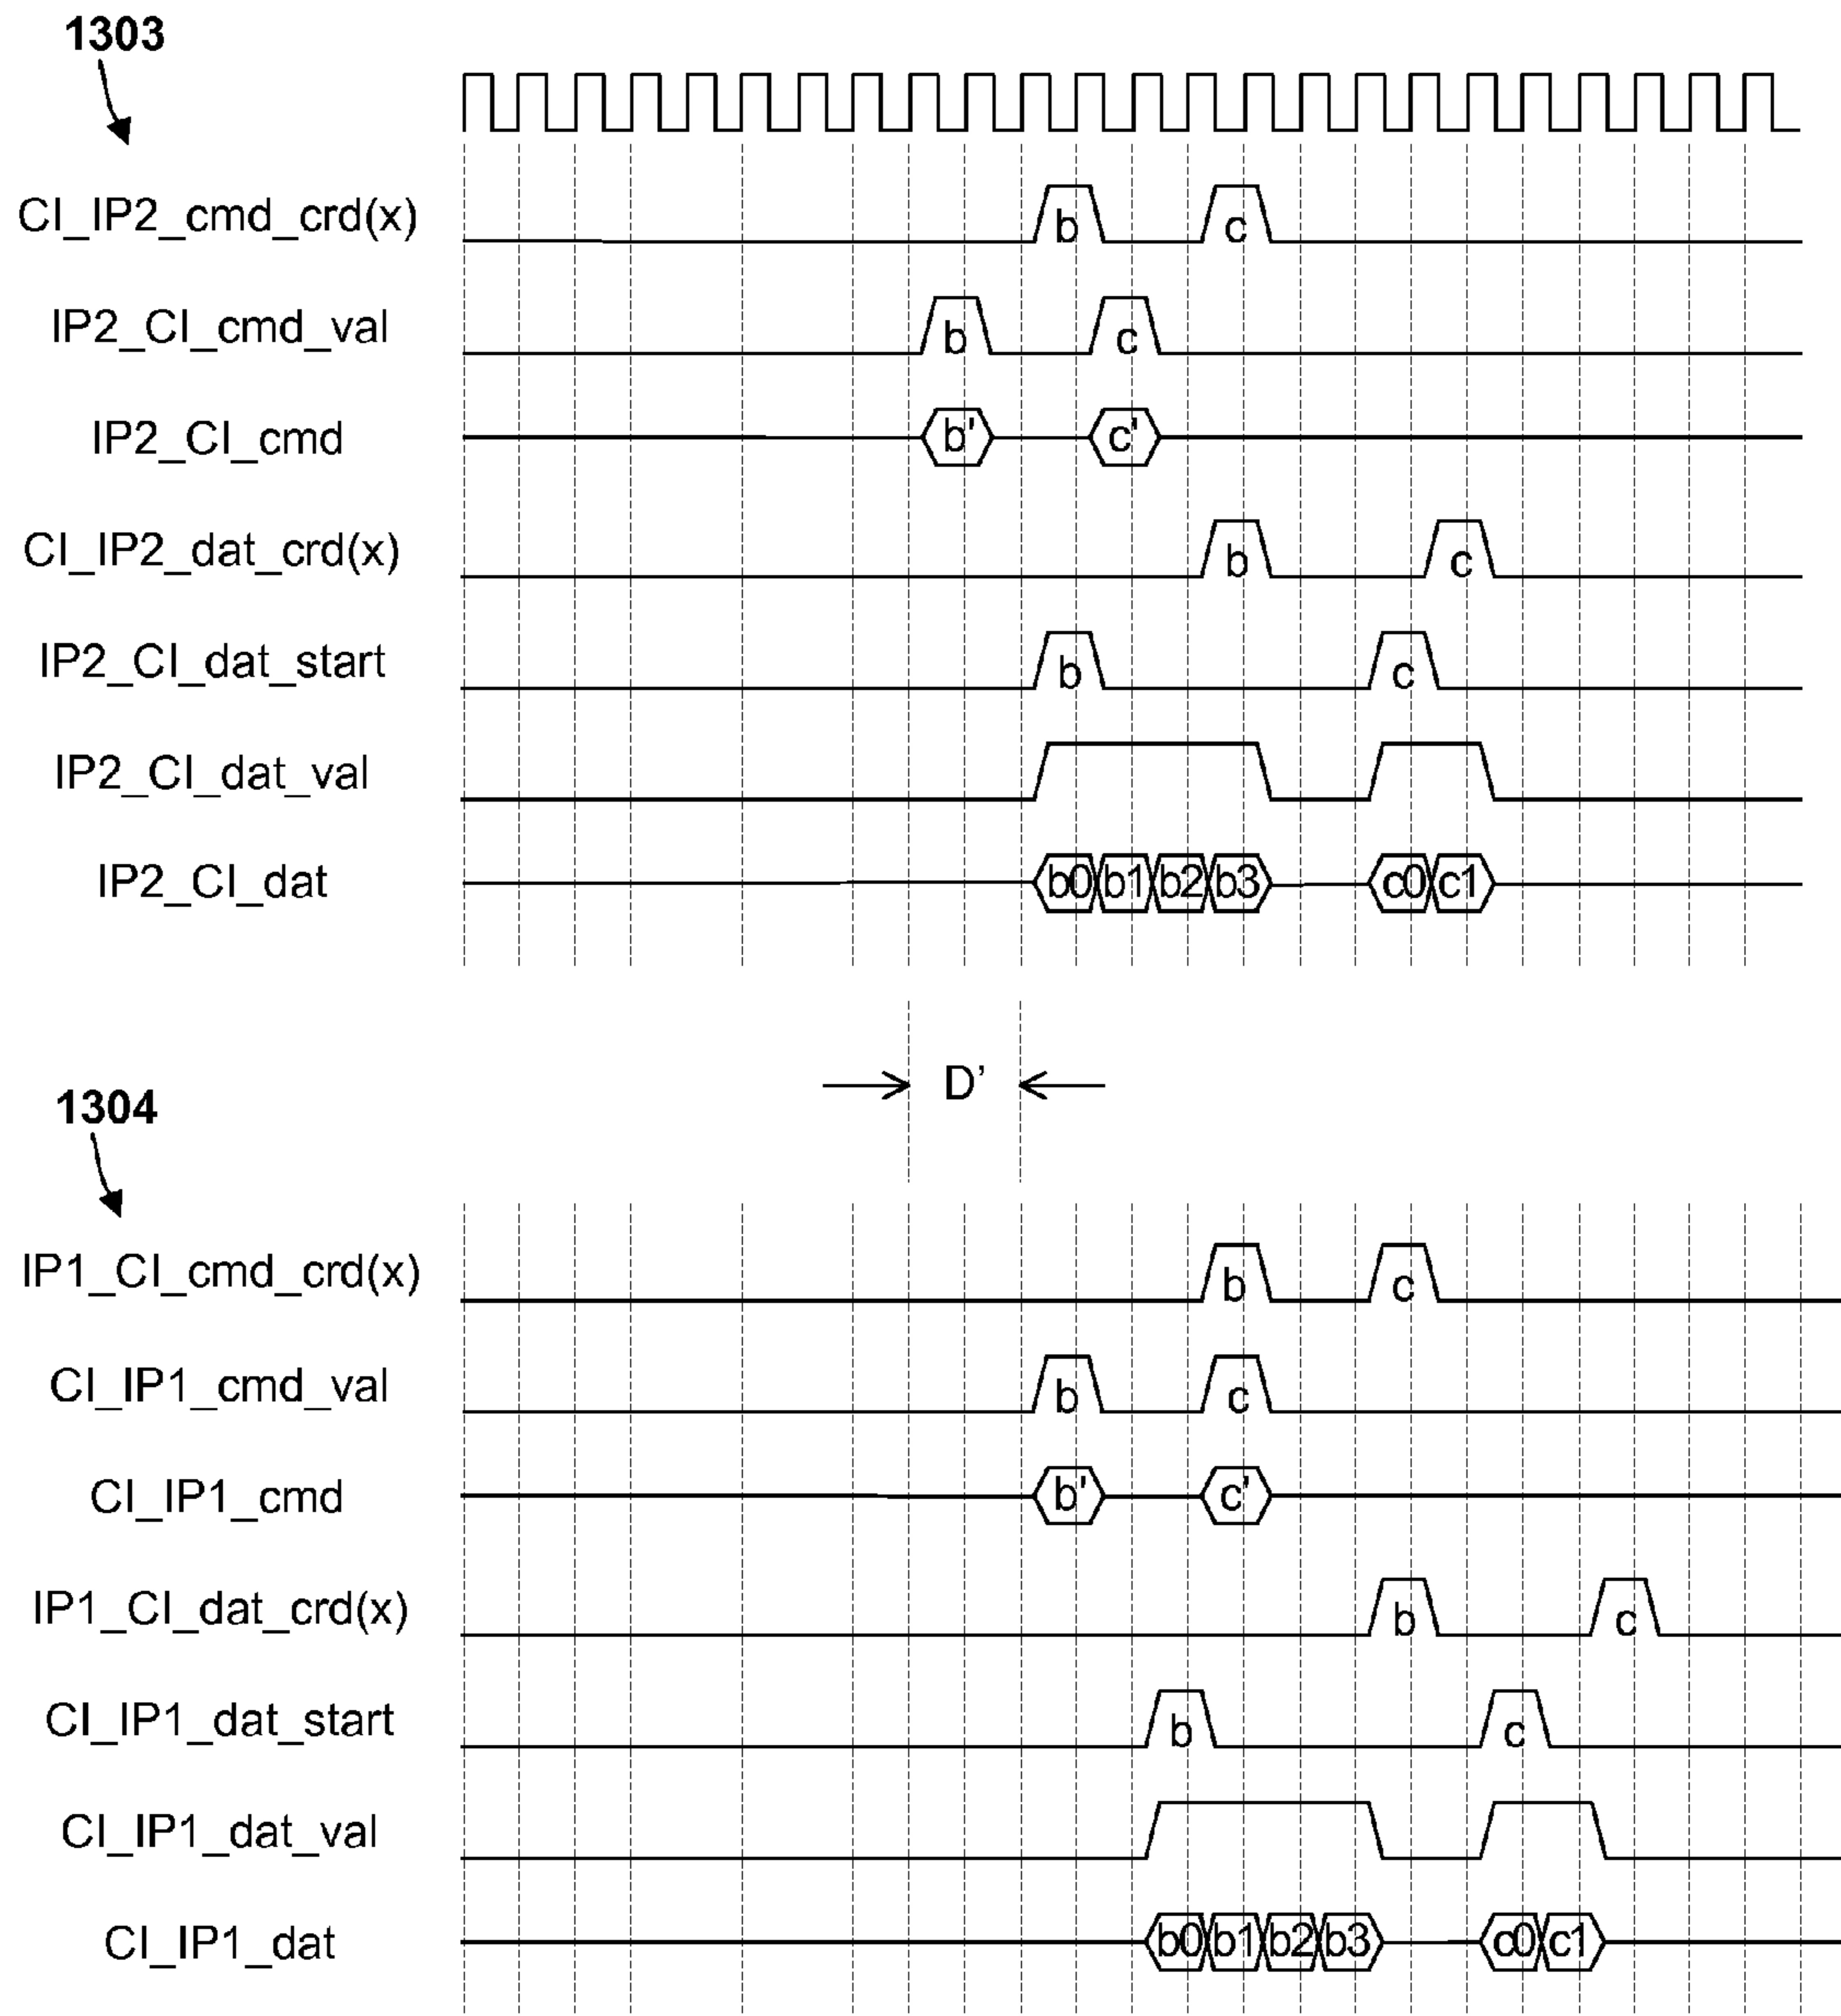 1303
CI_IP2_cmd_crd(x) b c
IP2_CI_cmd_val b c
IP2_CI_cmd b' c'
CI_IP2_dat_crd(x) b c
IP2_CI_dat_start b c
IP2_CI_dat_val
IP2_CI_dat b0 b1 b2 b3 c0 c1
D’
1304
IP1_CI_cmd_crd(x) b c
CI_IP1_cmd_val b c
CI_IP1_cmd b' c'
IP1_CI_dat_crd(x) b c
CI_IP1_dat_start b c
CI_IP1_dat_val
CI_IP1_dat b0 b1 b2 b3 c0 c1